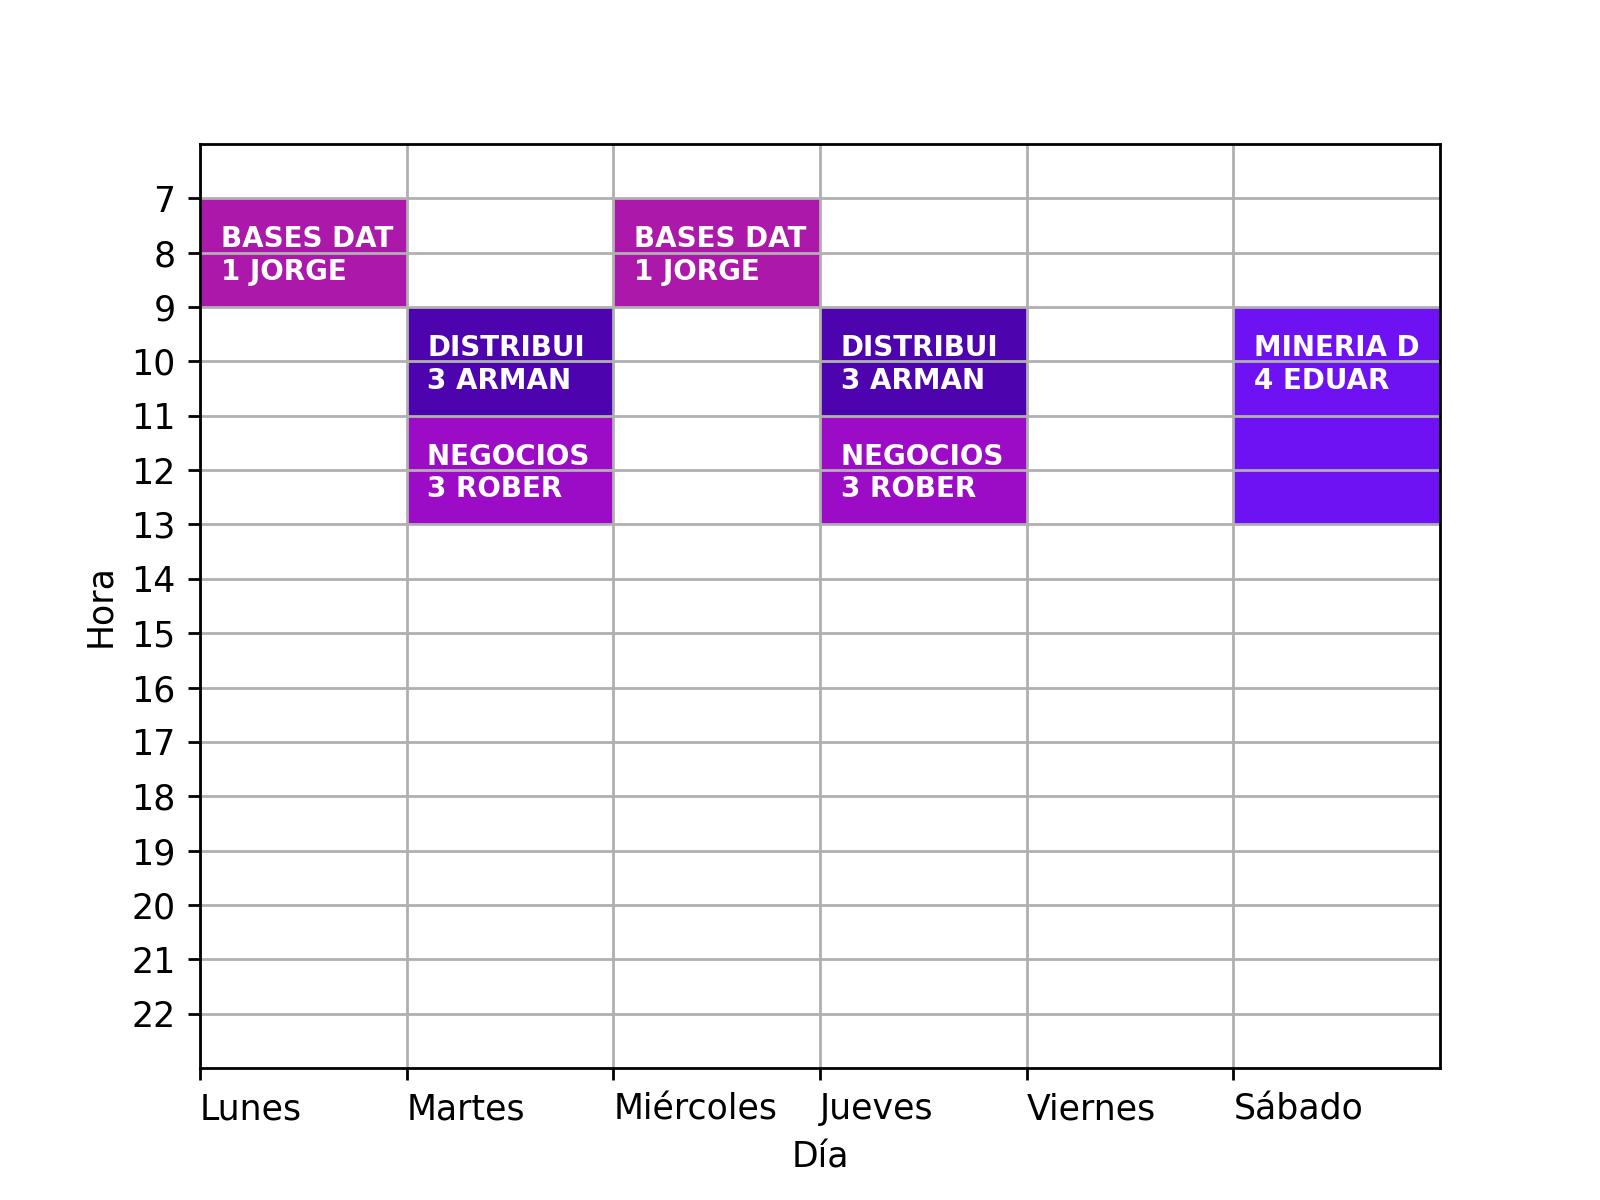 7
BASES DAT
1 JORGE
BASES DAT
1 JORGE
8
9
DISTRIBUI
3 ARMAN
DISTRIBUI
3 ARMAN
MINERIA D
4 EDUAR
10
11
NEGOCIOS
3 ROBER
NEGOCIOS
3 ROBER
12
13
14
Hora
15
16
17
18
19
20
21
22
Lunes Martes Miércoles Jueves Viernes Sábado
Día